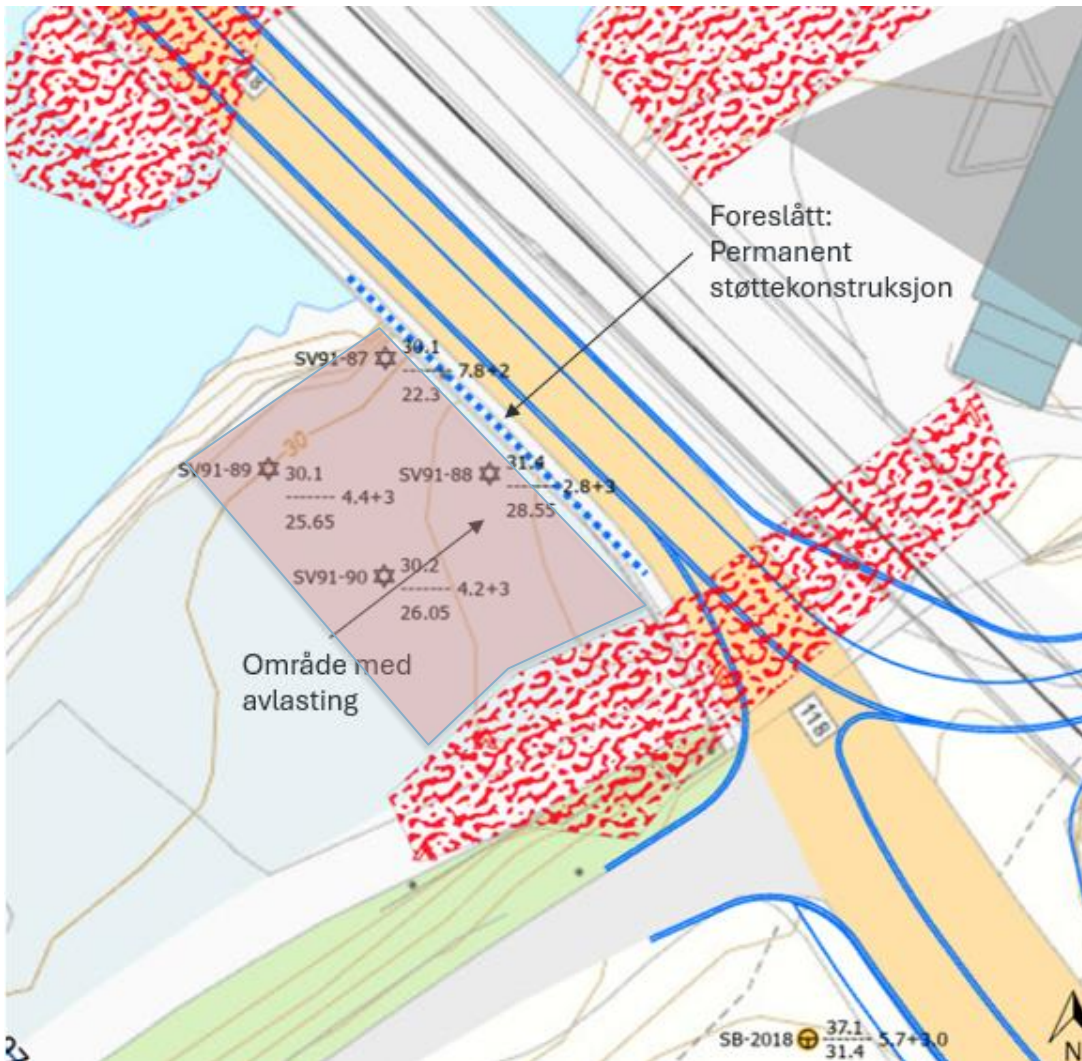 Foreslått:
Permanent
støttekonstruksjon
SV91-87 30.1
7.8+2
22.3
30
SV91-89 30.1
4.4+3
25.65
SV91-88 31.4
2.8+3
28.55
SV91-90 30.2
4.2+3
26.05
Område med
avlasting
118
SB-2018 37.1
5.7+3.0
31.4
N